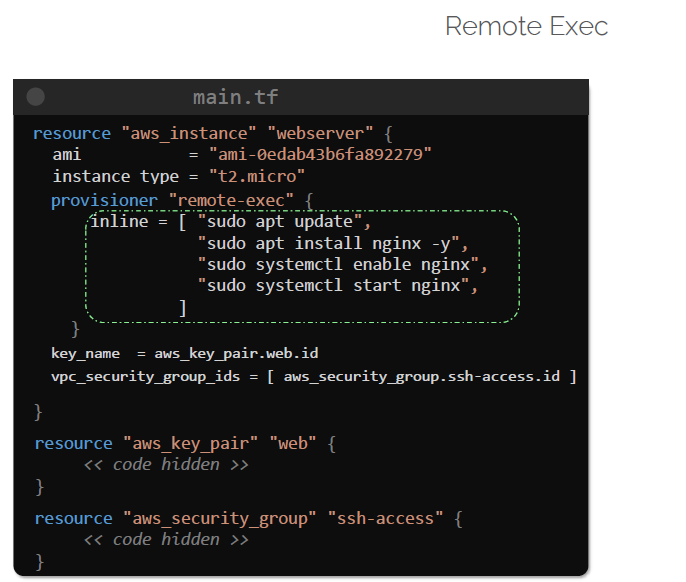 Remote Exec
main.tf
resource "aws_instance" "webserver" {
  ami           = "ami-0edab43b6fa892279"
  instance_type = "t2.micro"
  provisioner "remote-exec" {
    inline = [ "sudo apt update",
               "sudo apt install nginx -y",
               "sudo systemctl enable nginx",
               "sudo systemctl start nginx",
             ]
    }
  key_name  = aws_key_pair.web.id
  vpc_security_group_ids = [ aws_security_group.ssh-access.id ]
}
resource "aws_key_pair" "web" {
     << code hidden >>
}
resource "aws_security_group" "ssh-access" {
     << code hidden >>
}